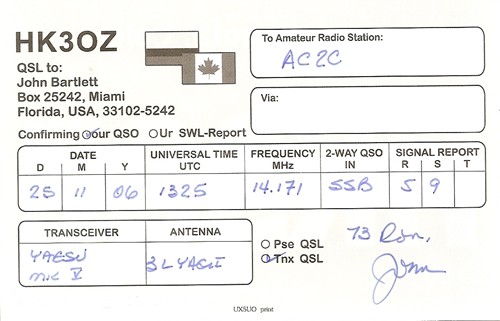 HK3OZ
To Amateur Radio Station:
AC2C
QSL to:
John Bartlett
Box 25242, Miami
Florida, USA, 33102-5242
Via:
Confirming Our QSO Ur SWL-Report
DATE UNIVERSAL TIME FREQUENCY 2-WAY QSO SIGNAL REPORT
D M Y UTC MHz IN R S T
25 11 06 1325 14.171 SSB 5 9
TRANSCEIVER ANTENNA
YAESU
MK V
3L YAGI
Pse QSL
Tnx QSL
73 Ron,
John
UX5UO print